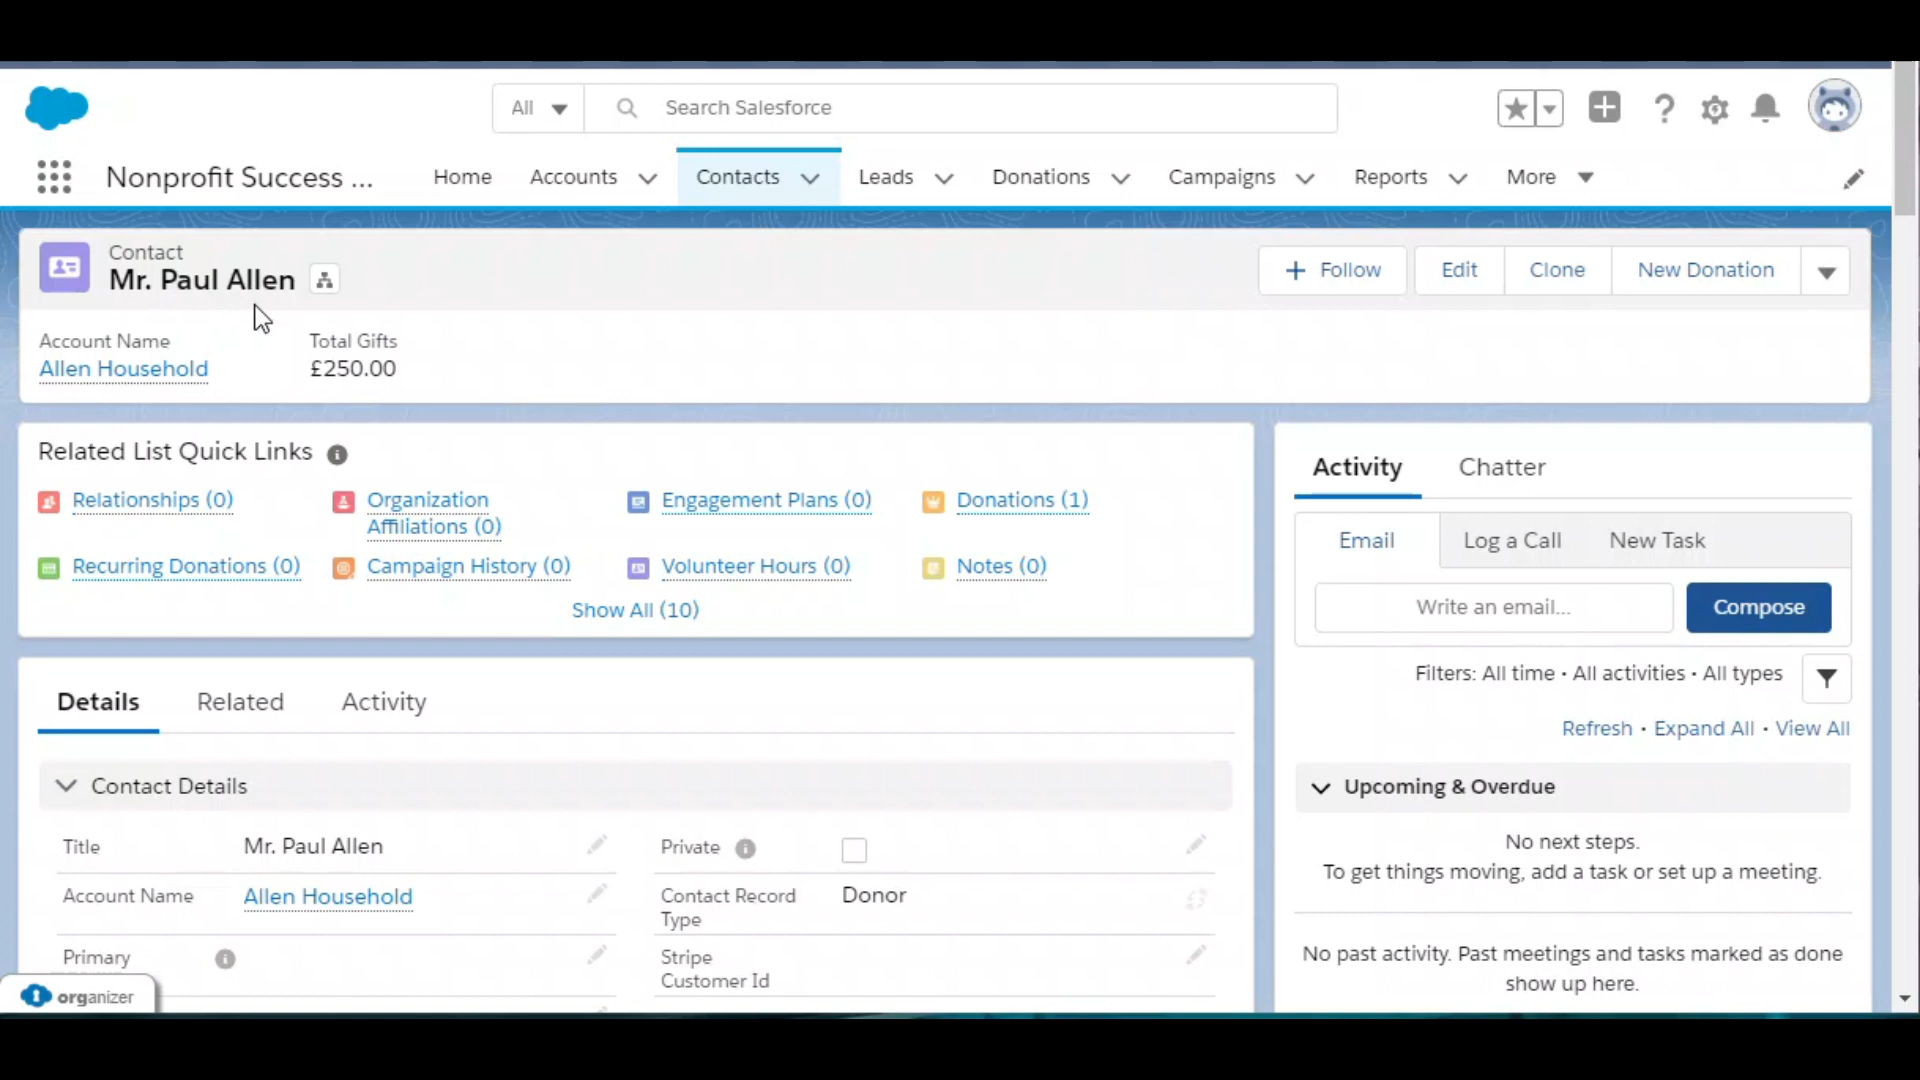 All
Search Salesforce
Nonprofit Success ...
Home
Accounts
Contacts
Leads
Donations
Campaigns
Reports
More
Contact
Mr. Paul Allen
Follow
Edit
Clone
New Donation
Account Name
Total Gifts
Allen Household
£250.00
Related List Quick Links
Relationships (0)
Organization
Affiliations (0)
Engagement Plans (0)
Donations (1)
Recurring Donations (0)
Campaign History (0)
Volunteer Hours (0)
Notes (0)
Show All (10)
Details
Related
Activity
Contact Details
Title
Mr. Paul Allen
Private
Account Name
Allen Household
Contact Record
Type
Donor
Primary
Stripe
Customer Id
organizer
Activity
Chatter
Email
Log a Call
New Task
Write an email...
Compose
Filters: All time • All activities • All types
Refresh • Expand All • View All
Upcoming & Overdue
No next steps.
To get things moving, add a task or set up a meeting.
No past activity. Past meetings and tasks marked as done
show up here.